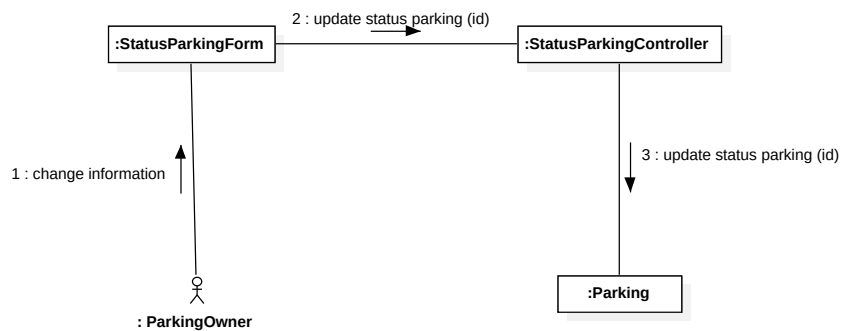 2 : update status parking (id)
:StatusParkingForm
:StatusParkingController
1 : change information
3 : update status parking (id)
: ParkingOwner
:Parking